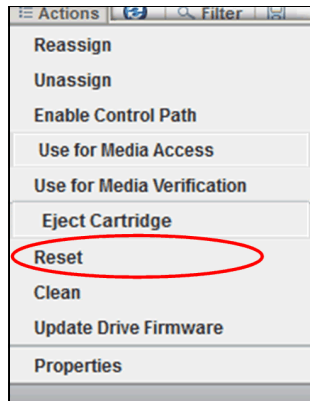 Actions Filter
Reassign
Unassign
Enable Control Path
Use for Media Access
Use for Media Verification
Eject Cartridge
Reset
Clean
Update Drive Firmware
Properties